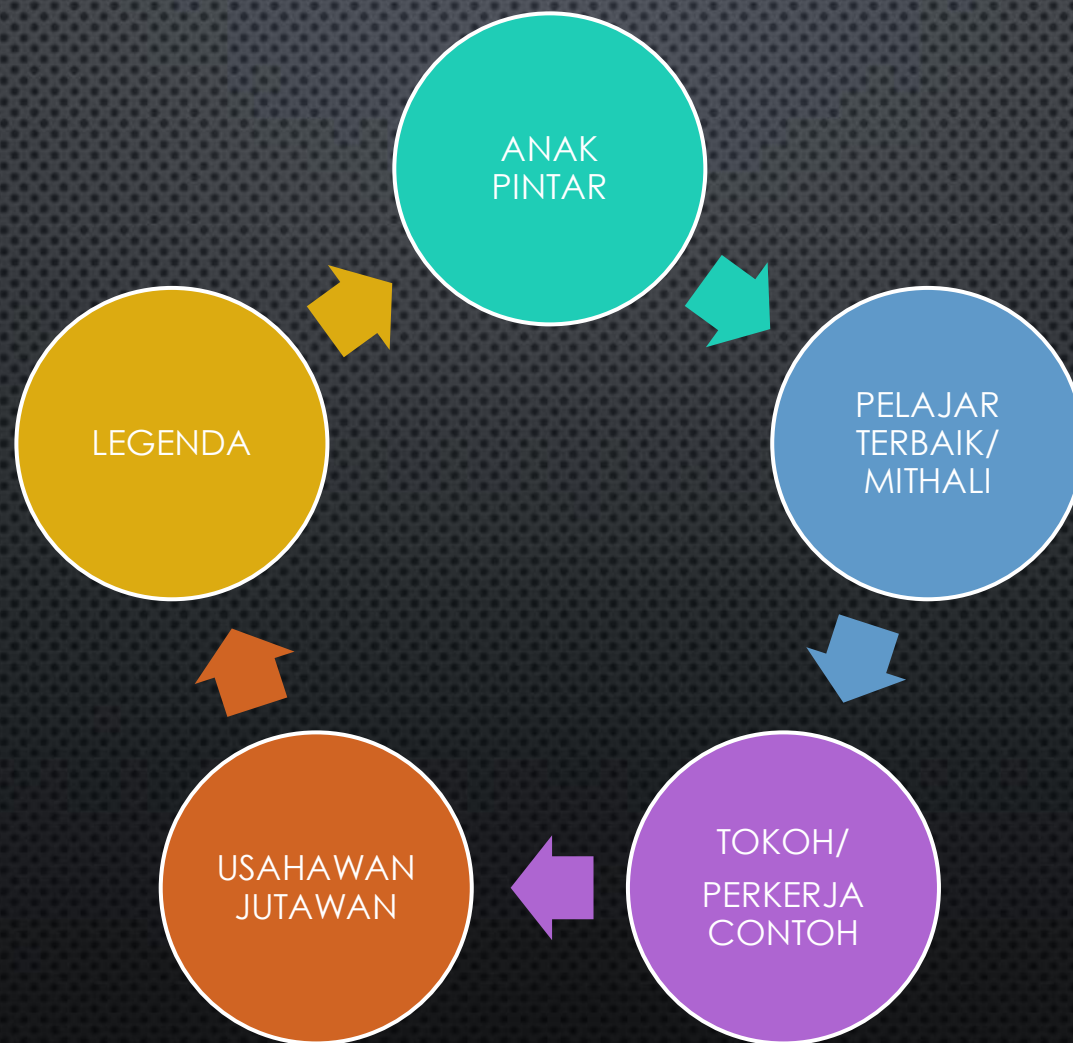 ANAK
PINTAR
PELAJAR
TERBAIK/
MITHALI
TOKOH/
PERKERJA
CONTOH
USAHAWAN
JUTAWAN
LEGENDA